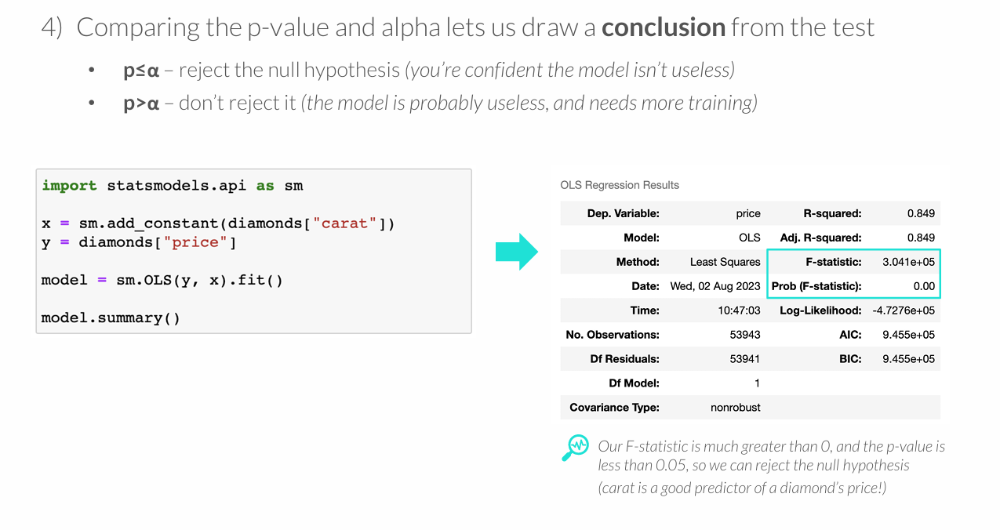 4) Comparing the p-value and alpha lets us draw a conclusion from the test
• p≤α – reject the null hypothesis (you're confident the model isn't useless)
• p>α – don't reject it (the model is probably useless, and needs more training)
import statsmodels.api as sm
x = sm.add_constant(diamonds["carat"])
y = diamonds["price"]
model = sm.OLS(y, x).fit()
model.summary()
OLS Regression Results
Dep. Variable: price R-squared: 0.849
Model: OLS Adj. R-squared: 0.849
Method: Least Squares F-statistic: 3.041e+05
Date: Wed, 02 Aug 2023 Prob (F-statistic): 0.00
Time: 10:47:03 Log-Likelihood: -4.7276e+05
No. Observations: 53943 AIC: 9.455e+05
Df Residuals: 53941 BIC: 9.455e+05
Df Model: 1
Covariance Type: nonrobust
Our F-statistic is much greater than 0, and the p-value is
less than 0.05, so we can reject the null hypothesis
(carat is a good predictor of a diamond's price!)